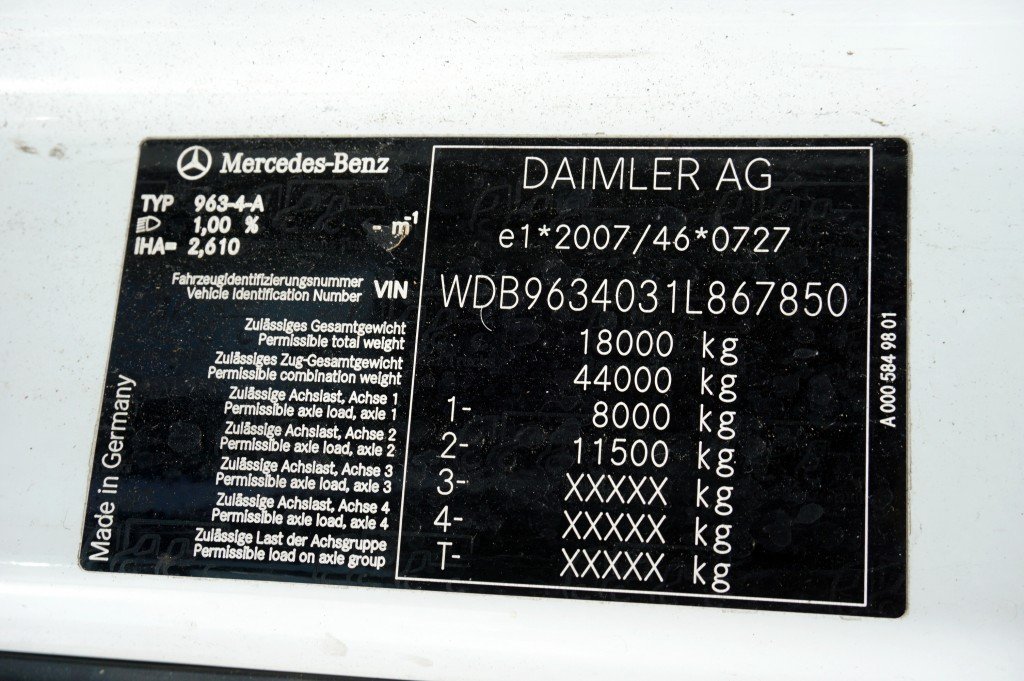 Mercedes-Benz
TYP 963-4-A
1,00 % - m-1
IHA= 2,610
Fahrzeugidentifizierungsnummer
Vehicle Identification Number VIN
Zulässiges Gesamtgewicht
Permissible total weight
Zulässiges Zug-Gesamtgewicht
Permissible combination weight
Zulässige Achslast, Achse 1
Permissible axle load, axle 1
Zulässige Achslast, Achse 2
Permissible axle load, axle 2
Zulässige Achslast, Achse 3
Permissible axle load, axle 3
Zulässige Achslast, Achse 4
Permissible axle load, axle 4
Zulässige Last der Achsgruppe
Permissible load on axle group
Made in Germany
DAIMLER AG
e1*2007/46*0727
WDB9634031L867850
18000 kg
44000 kg
1- 8000 kg
2- 11500 kg
3- XXXXX kg
4- XXXXX kg
T- XXXXX kg
A 000 584 98 01